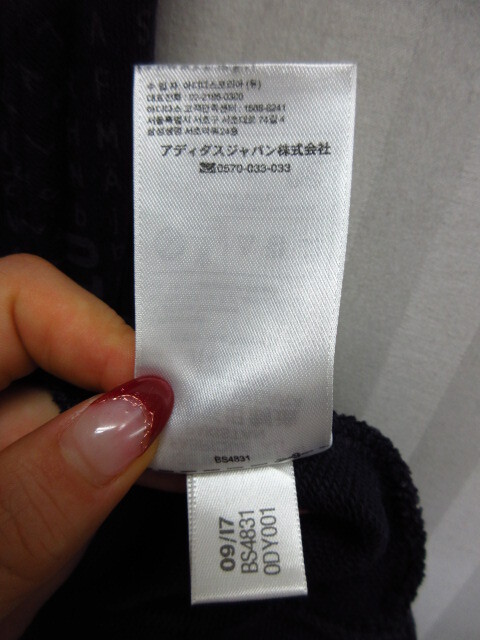 수 입 자 : 아디다스코리아 (유)
대표전화 : 02-2186-0300
아디다스 고객만족센터 : 1588-8241
서울특별시 서초구 서초대로 74길 4
삼성생명 서초타워 24층
アディダスジャパン株式会社
0570-033-033
BS4831
09/17
BS4831
0DY001